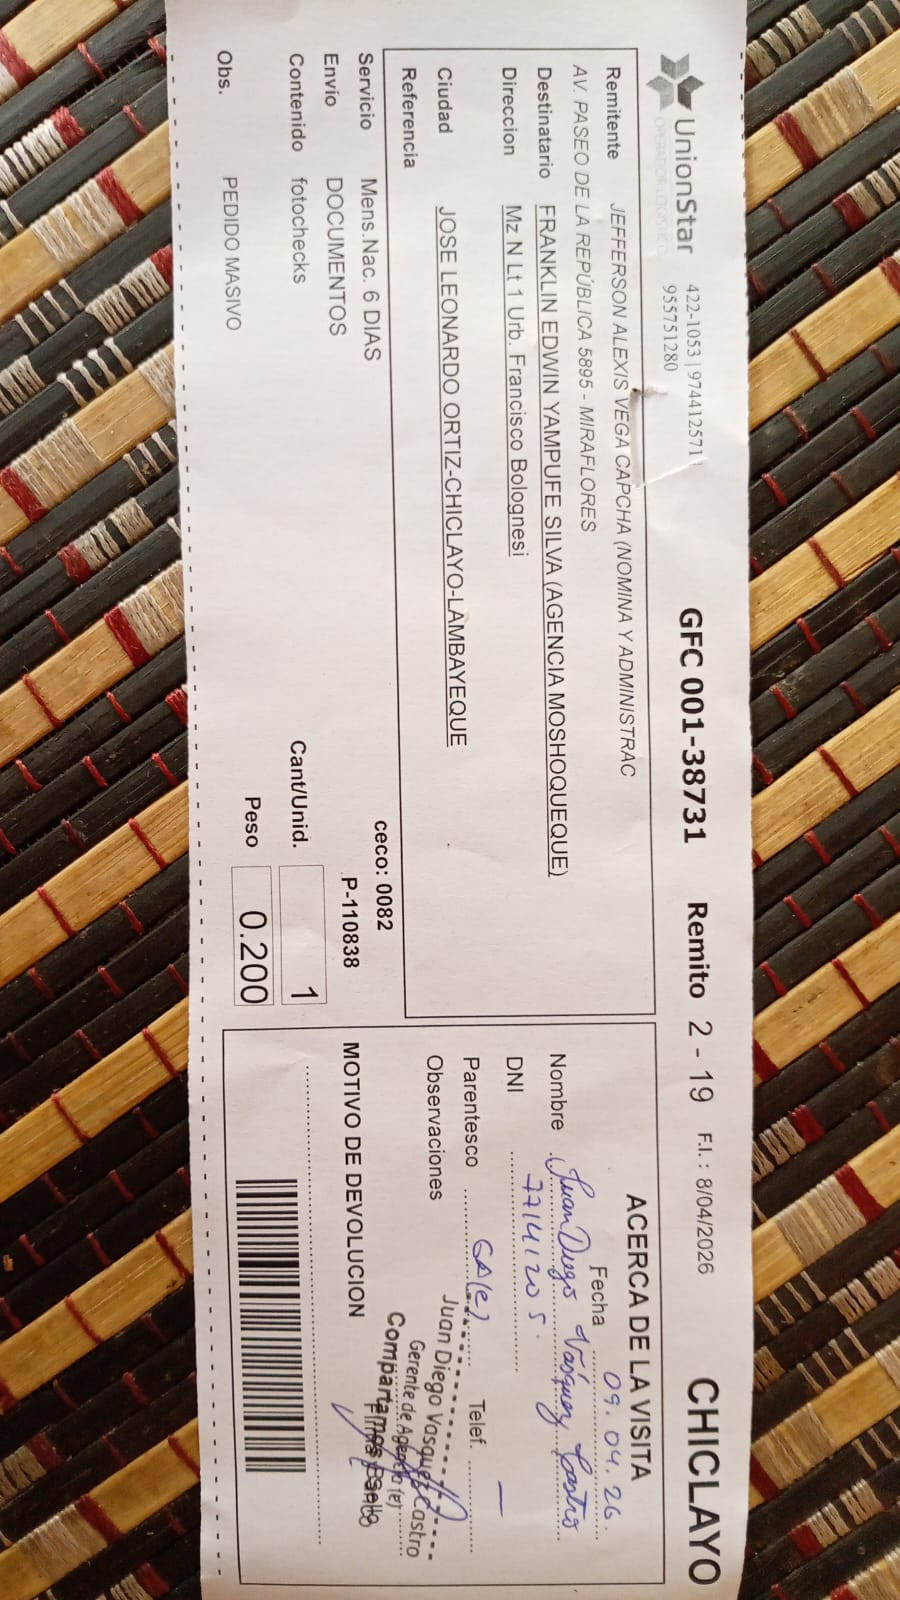 UnionStar
OPERADOR LOGISTICO
422-1053 | 974412571
955751280
GFC 001-38731
Remito 2 - 19
F.I. : 8/04/2026
CHICLAYO
Remitente JEFFERSON ALEXIS VEGA CAPCHA (NOMINA Y ADMINISTRAC
AV. PASEO DE LA REPÚBLICA 5895 - MIRAFLORES
Destinatario FRANKLIN EDWIN YAMPUFE SILVA (AGENCIA MOSHOQUEQUE)
Direccion Mz N Lt 1 Urb. Francisco Bolognesi
Ciudad JOSE LEONARDO ORTIZ-CHICLAYO-LAMBAYEQUE
Referencia
Servicio Mens.Nac. 6 DIAS
ceco: 0082
Envio DOCUMENTOS
P-110838
Contenido fotochecks
Cant/Unid. 1
Obs. PEDIDO MASIVO
Peso 0.200
ACERCA DE LA VISITA
Fecha 09.04.26.
Nombre Juan Diego Vásquez Castro
DNI 77141205.
Parentesco GA(e) Telef. —
Observaciones
Juan Diego Vasquez Castro
Gerente de Agencia (e)
Compartamos
Firma y Sello
MOTIVO DE DEVOLUCION